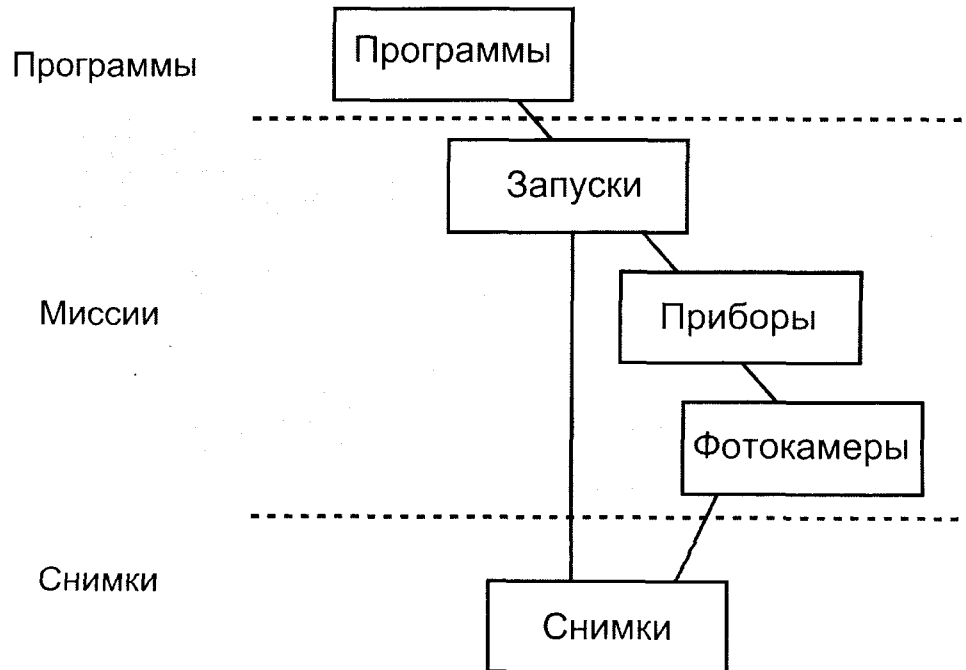 Программы
Программы
Запуски
Миссии
Приборы
Фотокамеры
Снимки
Снимки